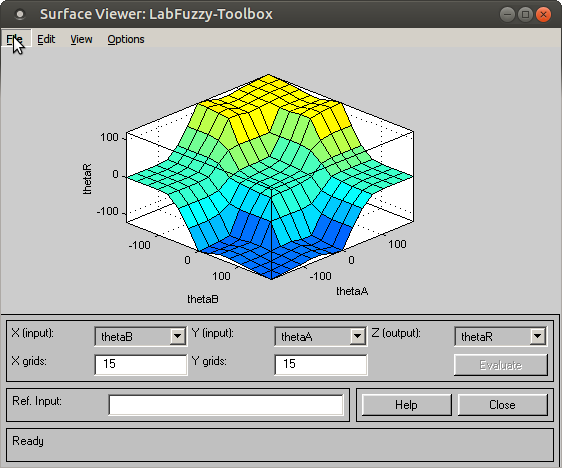 Surface Viewer: LabFuzzy-Toolbox
File Edit View Options
100
0
-100
thetaR
-100
0
100
thetaB
-100
0
100
thetaA
X (input): thetaB Y (input): thetaA Z (output): thetaR
X grids: 15 Y grids: 15 Evaluate
Ref. Input: Help Close
Ready